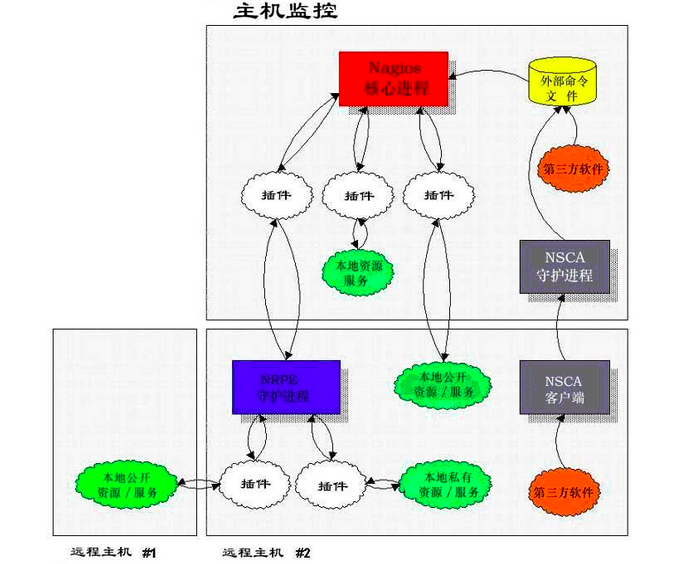 主机监控
Nagios
核心进程
外部命令
文 件
第三方软件
插件
插件
插件
本地资源
服务
NSCA
守护进程
NRPE
守护进程
本地公开
资源/服务
NSCA
客户端
本地公开
资源/服务
插件
插件
本地私有
资源/服务
第三方软件
远程主机 #1
远程主机 #2